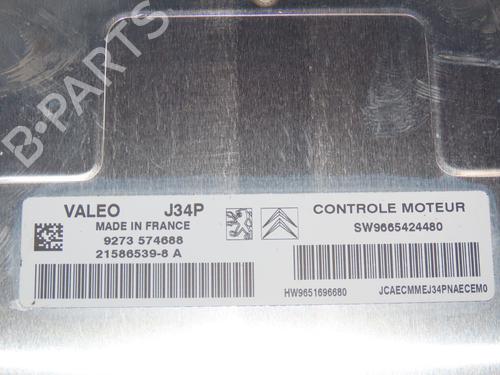 B·PARTS
VALEO J34P
MADE IN FRANCE
9273 574688
21586539-8 A
CONTROLE MOTEUR
SW9665424480
HW9651696680
JCAECMMEJ34PNAECEM0